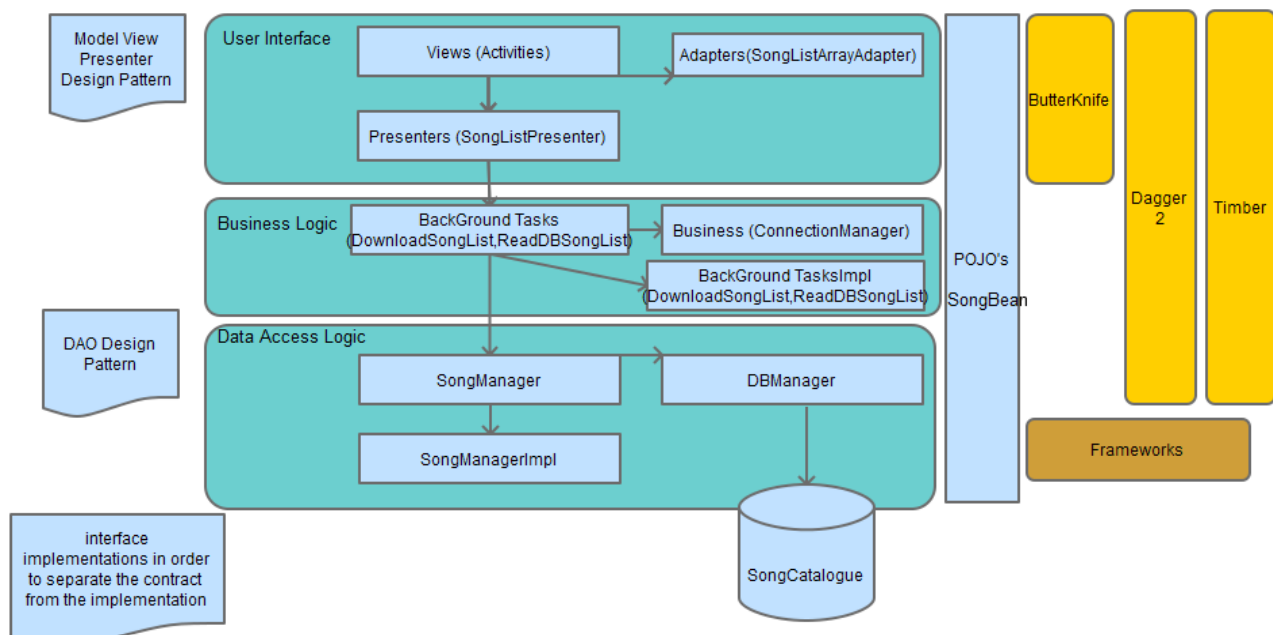 Model View
Presenter
Design Pattern
User Interface
Views (Activities)
Adapters(SongListArrayAdapter)
Presenters (SongListPresenter)
Business Logic
BackGround Tasks
(DownloadSongList,ReadDBSongList)
Business (ConnectionManager)
BackGround TasksImpl
(DownloadSongList,ReadDBSongList)
DAO Design
Pattern
Data Access Logic
SongManager
DBManager
SongManagerImpl
SongCatalogue
interface
implementations in order
to separate the contract
from the implementation
POJO's
SongBean
ButterKnife
Dagger
2
Timber
Frameworks